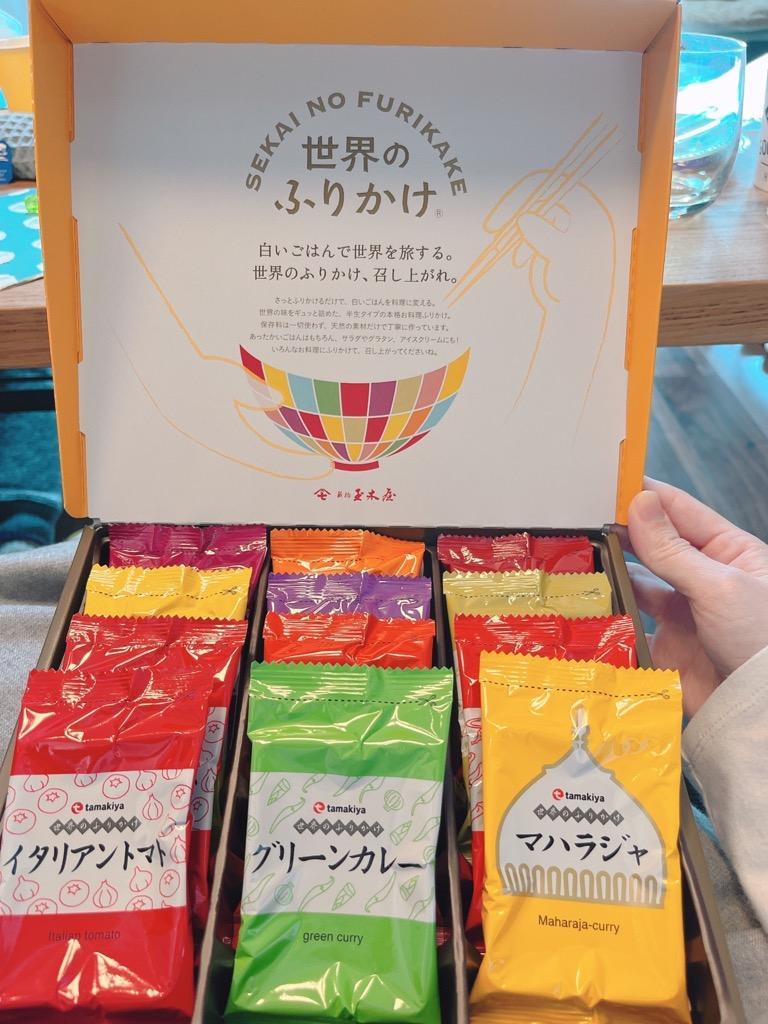 SEKAI NO FURIKAKE
世界の
ふりかけ®
白いごはんで世界を旅する。
世界のふりかけ、召し上がれ。
さっとふりかけるだけで、白いごはんを料理に変える。
世界の味をギュッと詰めた、半生タイプの本格お料理ふりかけ。
保存料は一切使わず、天然の素材だけで丁寧に作っています。
あったかいごはんはもちろん、サラダやグラタン、アイスクリームにも!
いろんなお料理にふりかけて、召し上がってくださいね。
新橋 玉木屋
tamakiya
世界のふりかけ
イタリアントマト
Italian tomato
tamakiya
世界のふりかけ
グリーンカレー
green curry
tamakiya
世界のふりかけ
マハラジャ
Maharaja-curry